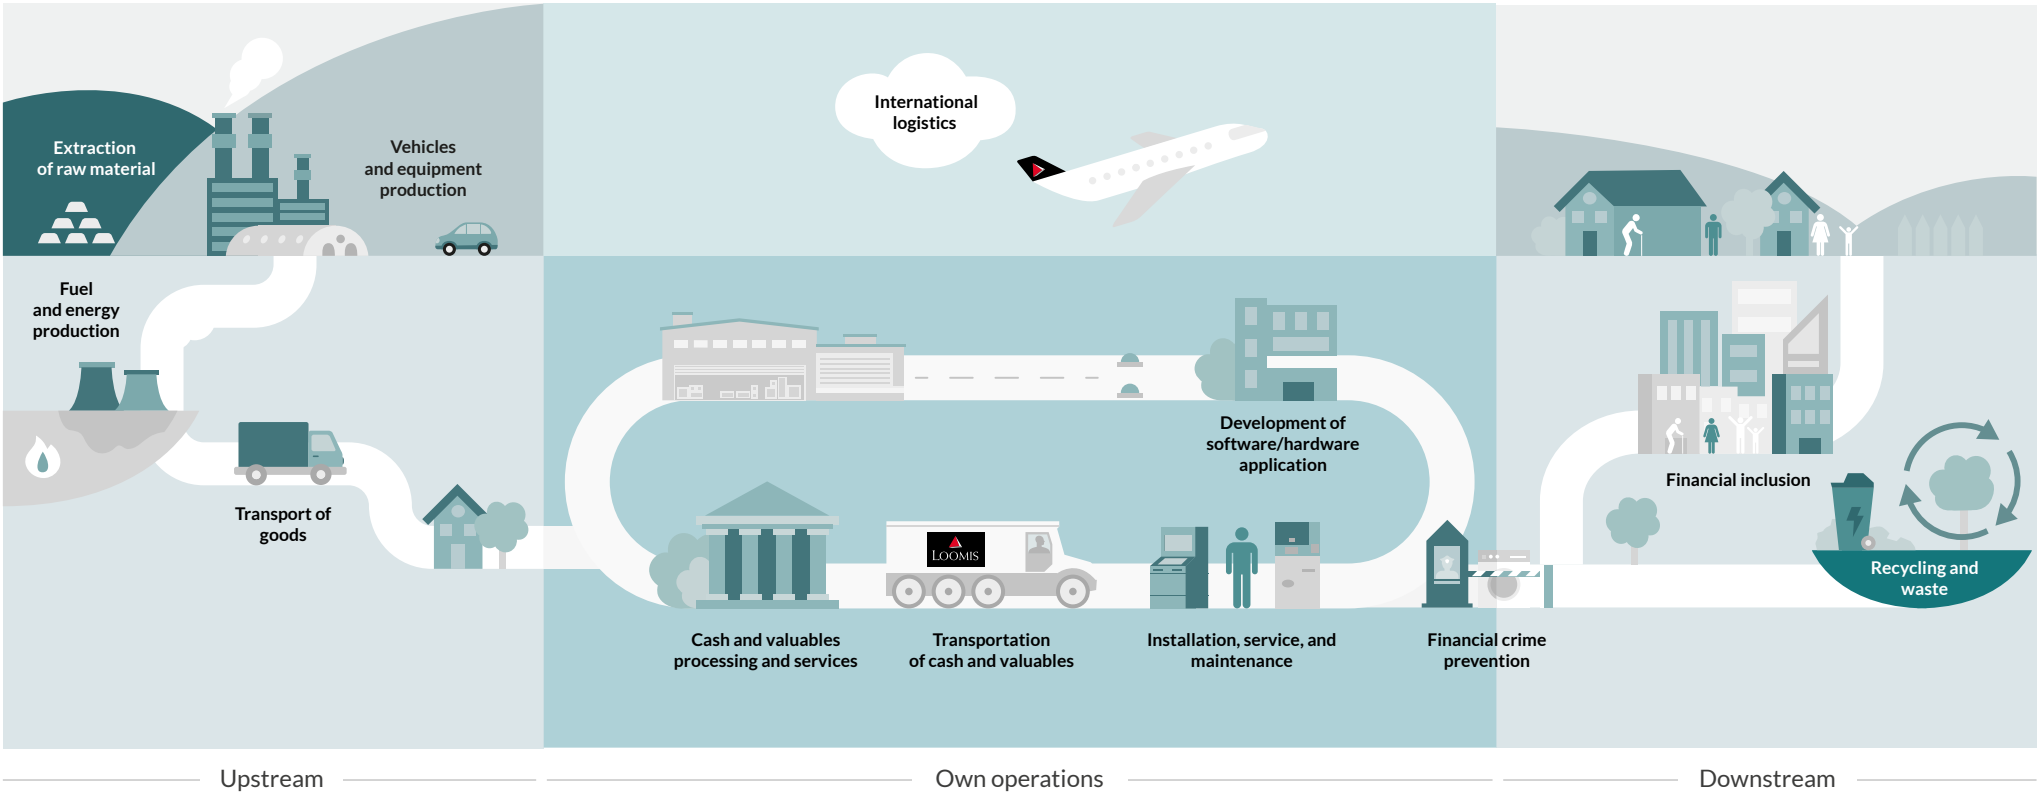 Extraction
of raw material
Vehicles
and equipment
production
Fuel
and energy
production
Transport of
goods
International
logistics
Development of
software/hardware
application
LOOMIS
Cash and valuables
processing and services
Transportation
of cash and valuables
Installation, service, and
maintenance
Financial crime
prevention
Financial inclusion
Recycling and
waste
Upstream
Own operations
Downstream